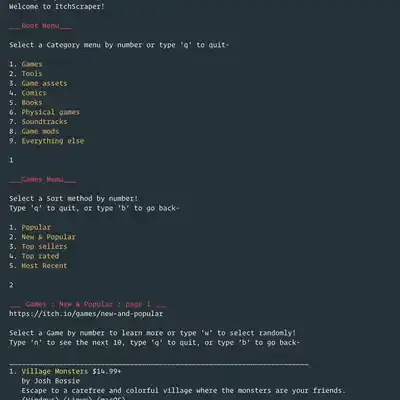 Welcome to ItchScraper!
___Root Menu___
Select a Category menu by number or type 'q' to quit-
1. Games
2. Tools
3. Game assets
4. Comics
5. Books
6. Physical games
7. Soundtracks
8. Game mods
9. Everything else
1
___Games Menu___
Select a Sort method by number!
Type 'q' to quit, or type 'b' to go back-
1. Popular
2. New & Popular
3. Top sellers
4. Top rated
5. Most Recent
2
___ Games : New & Popular : page 1 ___
https://itch.io/games/new-and-popular
Select a Game by number to learn more or type 'w' to select randomly!
Type 'n' to see the next 10, type 'q' to quit, or type 'b' to go back-
1. Village Monsters $14.99+
by Josh Bossie
Escape to a carefree and colorful village where the monsters are your friends.
(Windows) (Linux) (macOS)